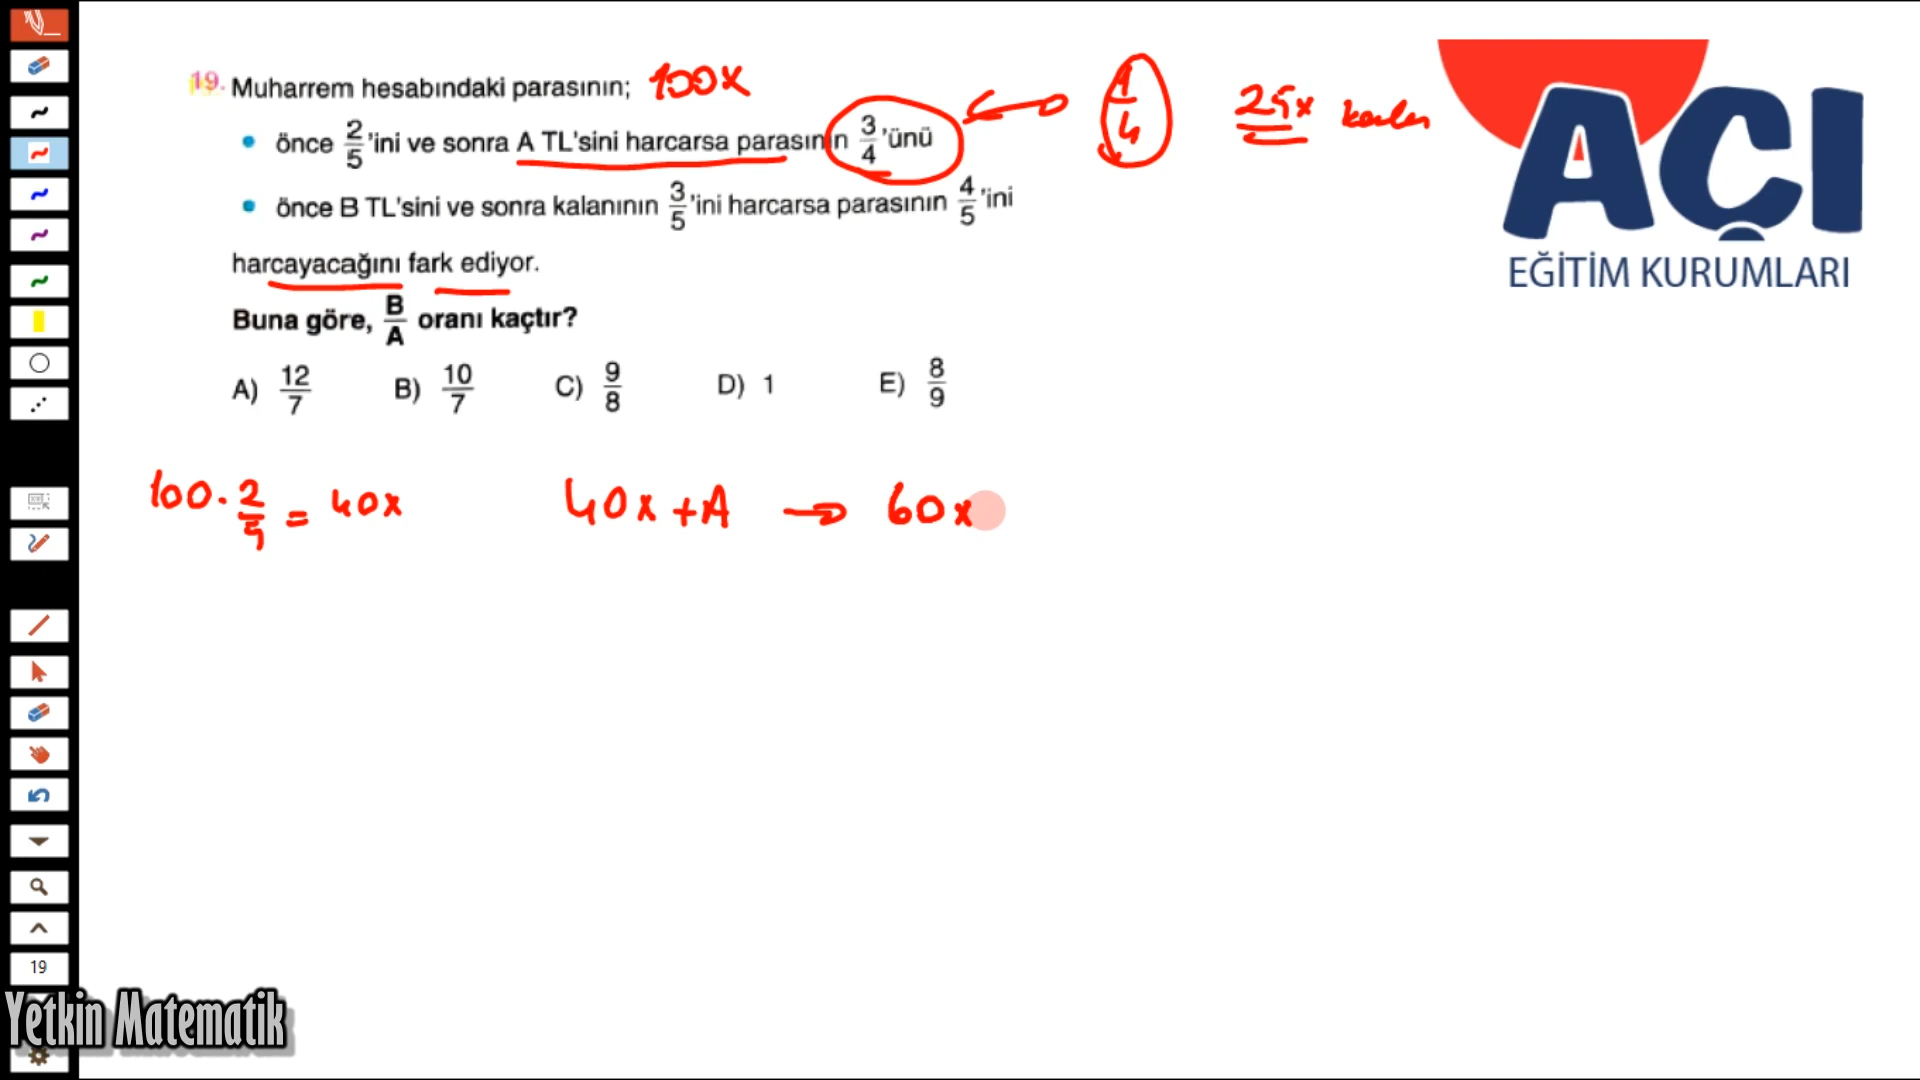 19. Muharrem hesabındaki parasının; 100x
• önce 2/5'ini ve sonra A TL'sini harcarsa parasının 3/4'ünü
1/4
25x kalır
• önce B TL'sini ve sonra kalanının 3/5'ini harcarsa parasının 4/5'ini
harcayacağını fark ediyor.
Buna göre, B/A oranı kaçtır?
A) 12/7 B) 10/7 C) 9/8 D) 1 E) 8/9
100 . 2/5 = 40x 40x + A → 60x
AÇI
EĞİTİM KURUMLARI
19
Yetkin Matematik